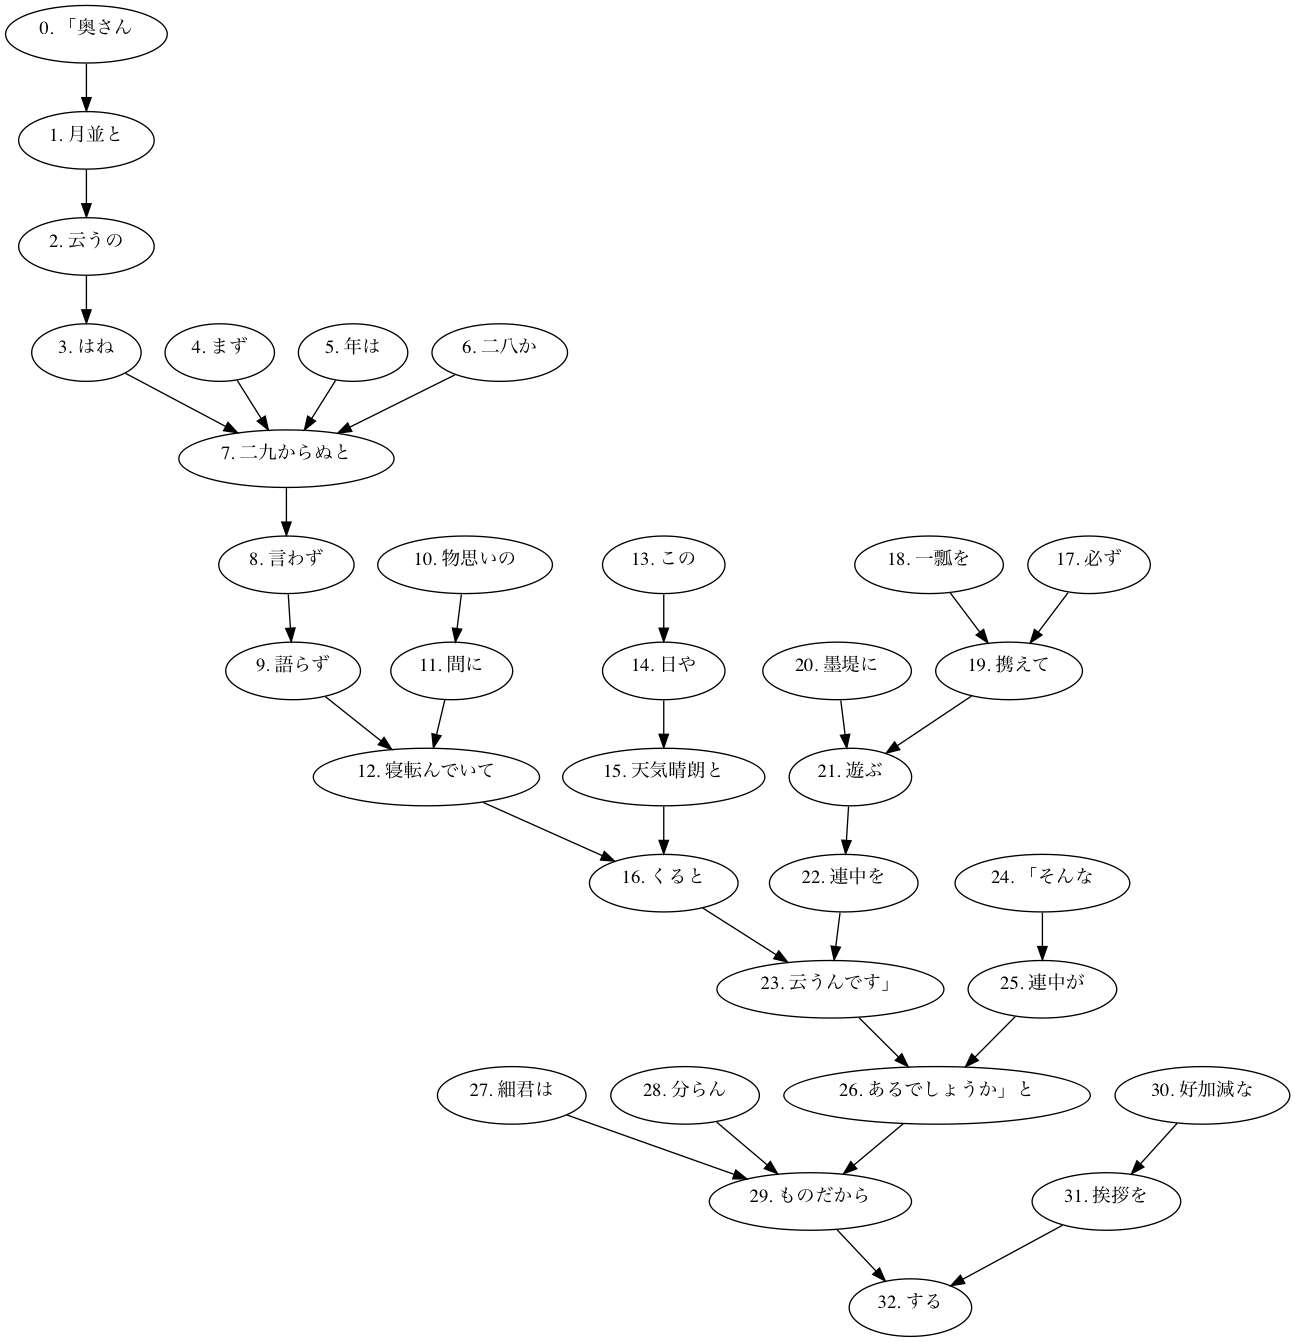 0. 「奥さん
1. 月並と
2. 云うの
3. はね
4. まず
5. 年は
6. 二八か
7. 二九からぬと
8. 言わず
10. 物思いの
13. この
18. 一瓢を
17. 必ず
9. 語らず
11. 間に
14. 日や
20. 墨堤に
19. 携えて
12. 寝転んでいて
15. 天気晴朗と
21. 遊ぶ
16. くると
22. 連中を
24. 「そんな
23. 云うんです」
25. 連中が
27. 細君は
28. 分らん
26. あるでしょうか」と
30. 好加減な
29. ものだから
31. 挨拶を
32. する